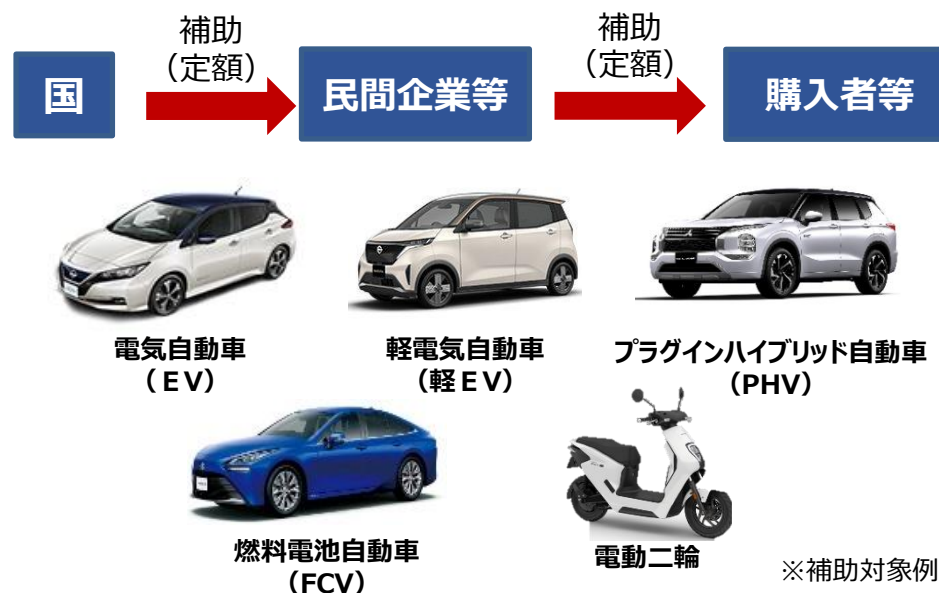 補助
（定額）
補助
（定額）
国
民間企業等
購入者等
電気自動車
（ＥV）
軽電気自動車
（軽ＥV）
プラグインハイブリッド自動車
（PHV）
燃料電池自動車
（FCV）
電動二輪
※補助対象例